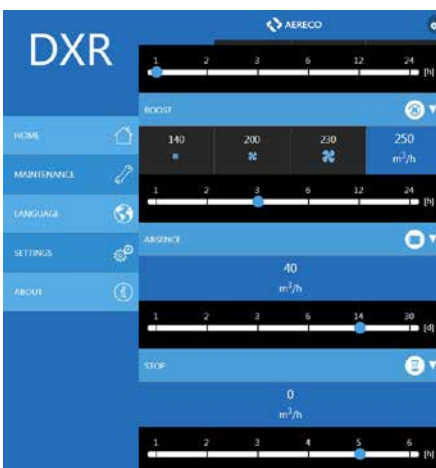 AERECO
DXR
1 2 3 6 12 24 [h]
BOOST
HOME
140 200 230 250
m³/h
MAINTENANCE
1 2 3 6 12 24 [h]
LANGUAGE
ABSENCE
SETTINGS
40
m³/h
ABOUT
1 2 3 6 14 30 [d]
STOP
0
m³/h
1 2 3 4 5 6 [h]